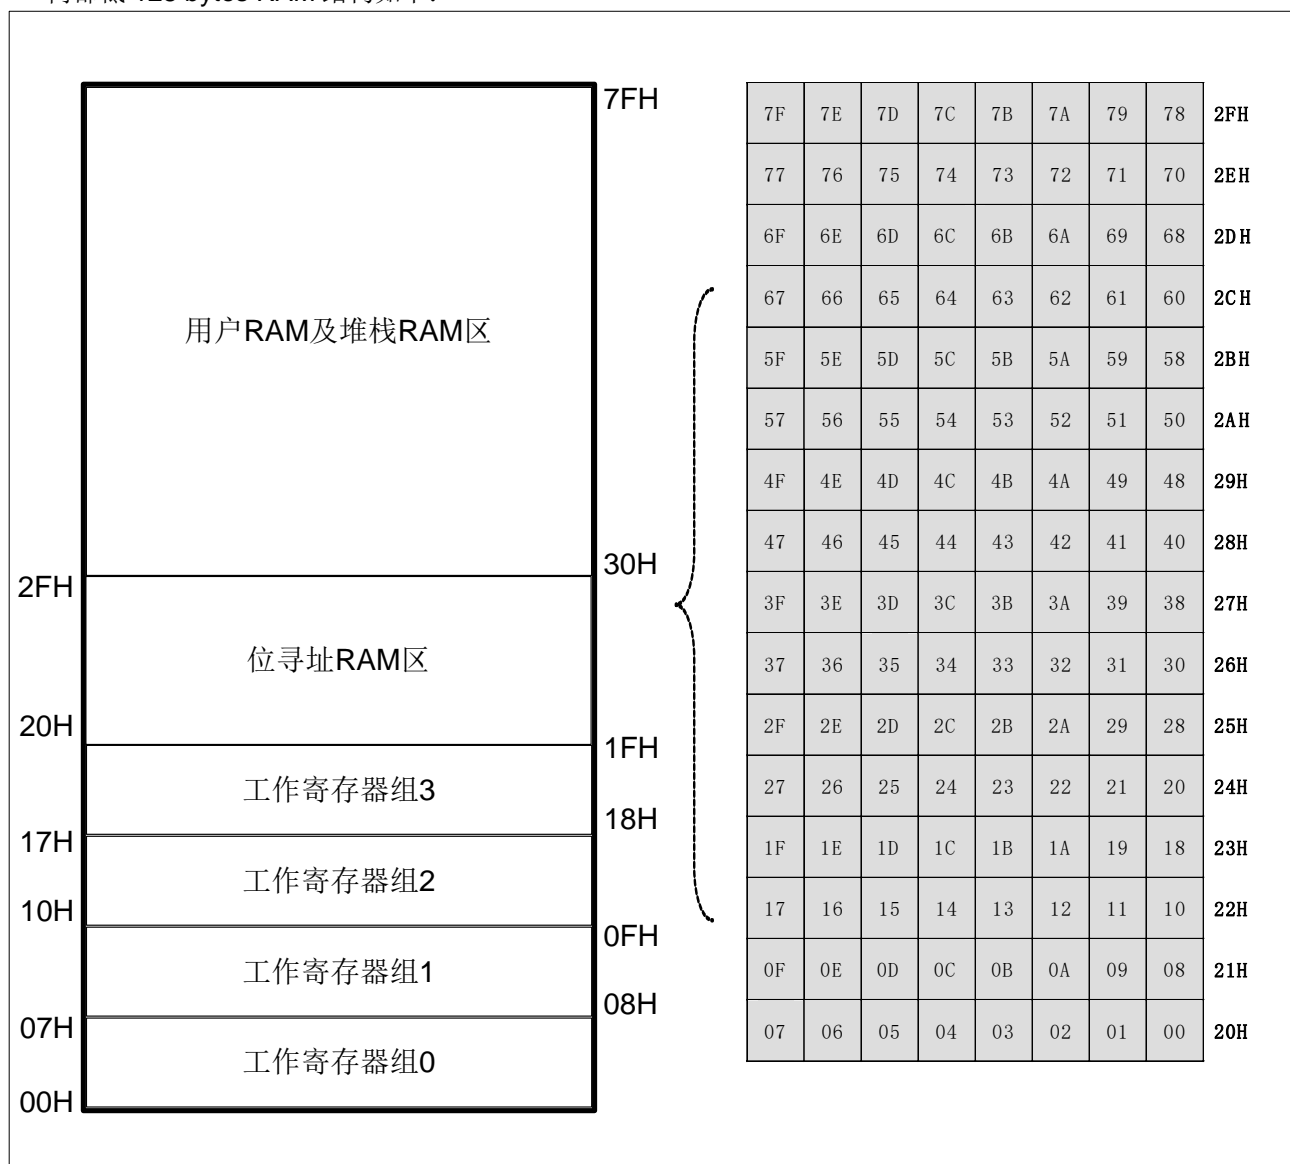 128 bytes RAM
7FH
用户RAM及堆栈RAM区
30H
2FH
位寻址RAM区
20H
1FH
工作寄存器组3
18H
17H
工作寄存器组2
10H
0FH
工作寄存器组1
08H
07H
工作寄存器组0
00H
7F 7E 7D 7C 7B 7A 79 78 2FH
77 76 75 74 73 72 71 70 2EH
6F 6E 6D 6C 6B 6A 69 68 2DH
67 66 65 64 63 62 61 60 2CH
5F 5E 5D 5C 5B 5A 59 58 2BH
57 56 55 54 53 52 51 50 2AH
4F 4E 4D 4C 4B 4A 49 48 29H
47 46 45 44 43 42 41 40 28H
3F 3E 3D 3C 3B 3A 39 38 27H
37 36 35 34 33 32 31 30 26H
2F 2E 2D 2C 2B 2A 29 28 25H
27 26 25 24 23 22 21 20 24H
1F 1E 1D 1C 1B 1A 19 18 23H
17 16 15 14 13 12 11 10 22H
0F 0E 0D 0C 0B 0A 09 08 21H
07 06 05 04 03 02 01 00 20H